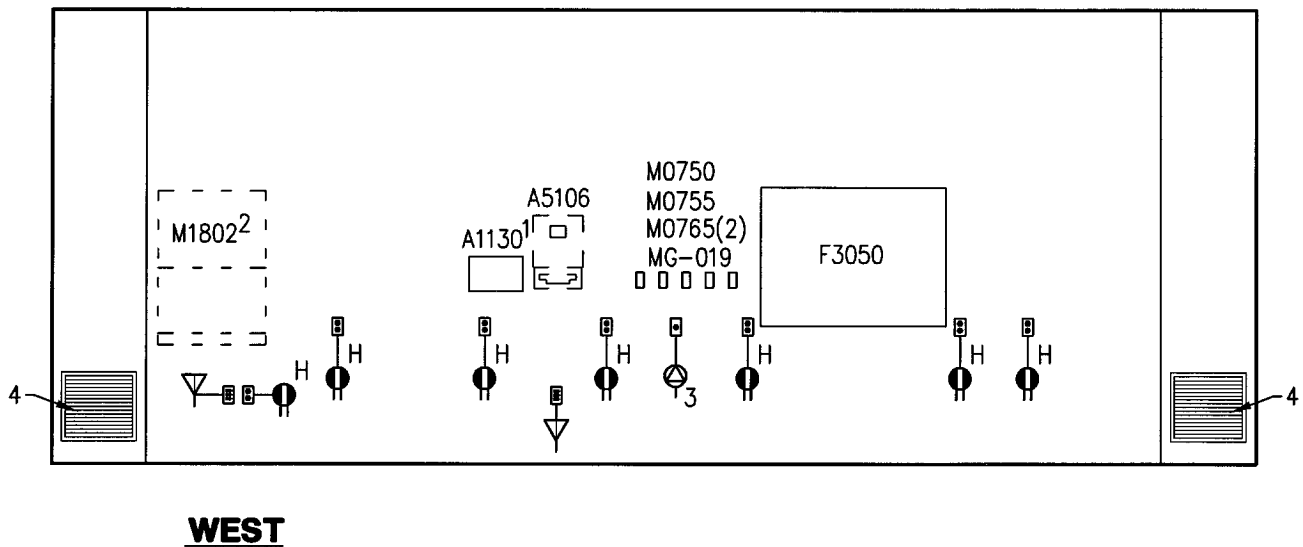 M0750
A5106
M0755
M1802²
A1130¹
M0765(2)
MG-019
F3050
H
H
H
H
H
H
H
3
4
4
WEST